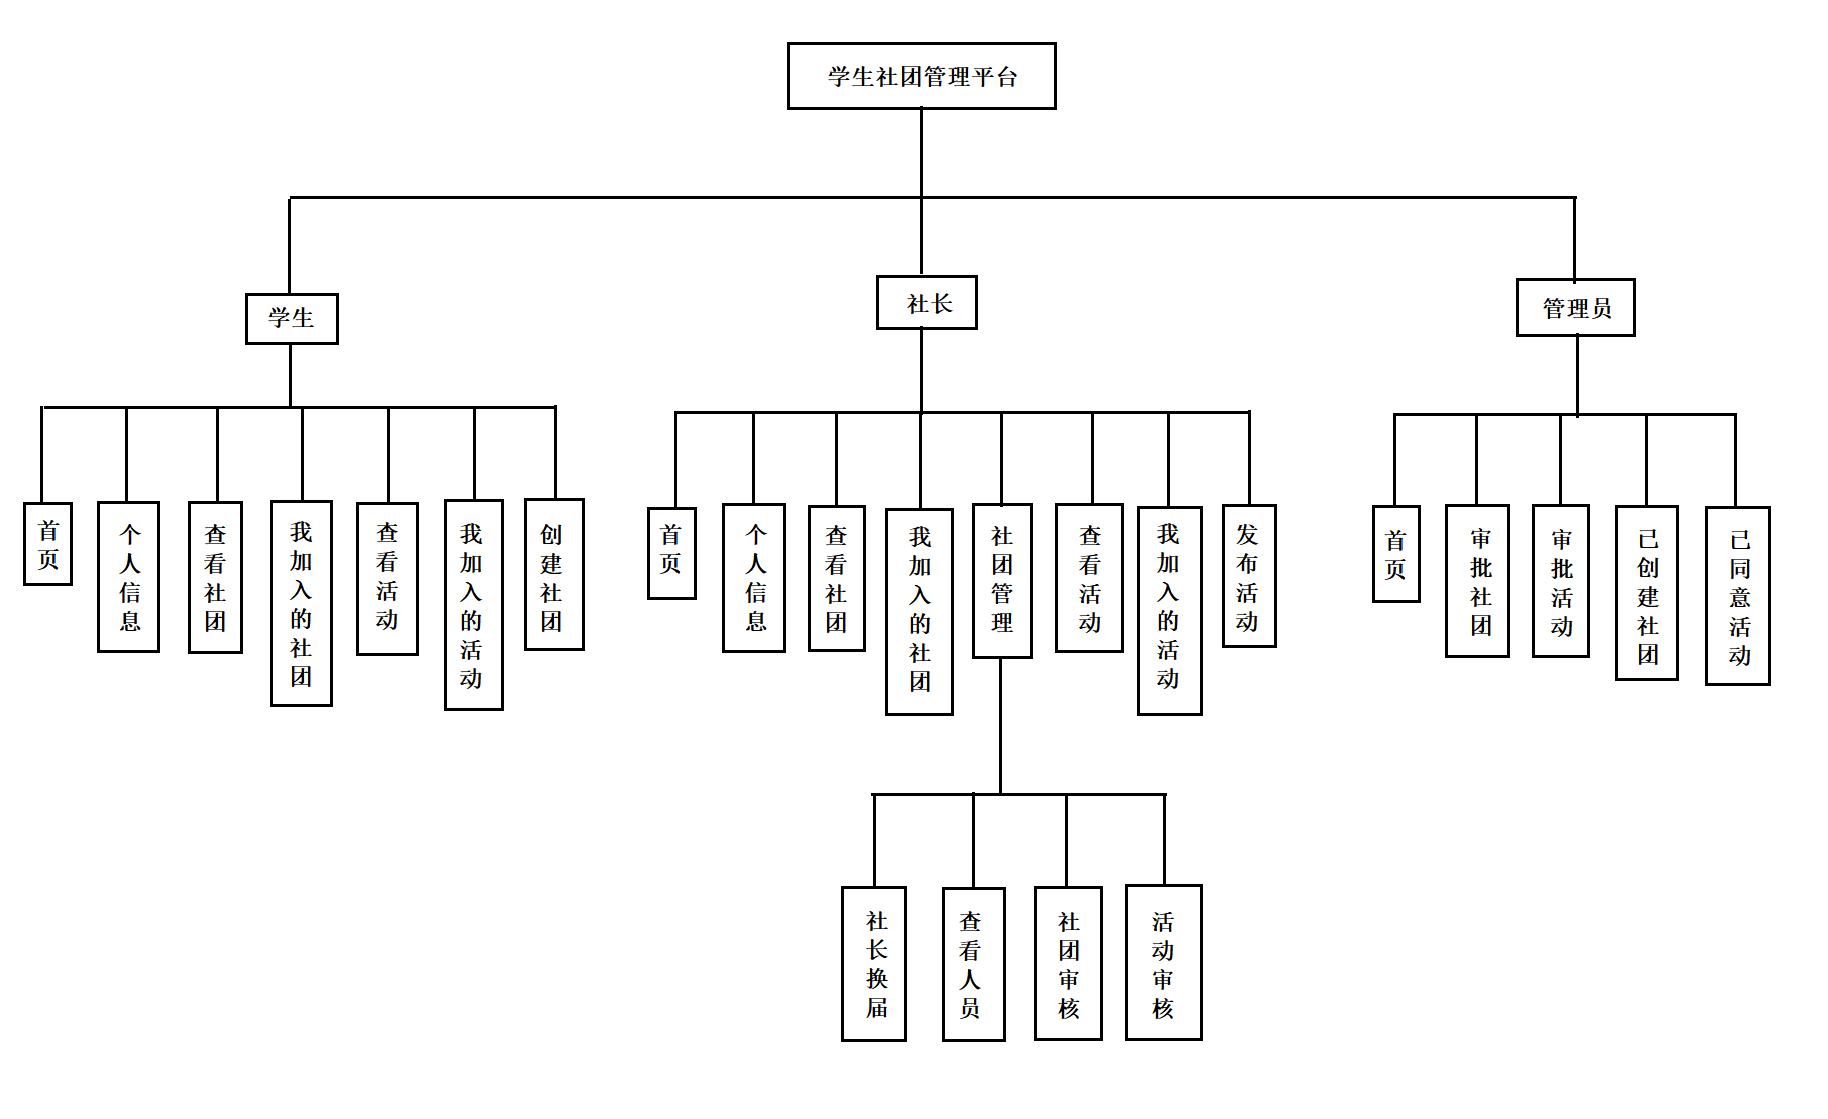 学生社团管理平台
学生
社长
管理员
首页
个人信息
查看社团
我加入的社团
查看活动
我加入的活动
创建社团
首页
个人信息
查看社团
我加入的社团
社团管理
查看活动
我加入的活动
发布活动
首页
审批社团
审批活动
已创建社团
已同意活动
社长换届
查看人员
社团审核
活动审核